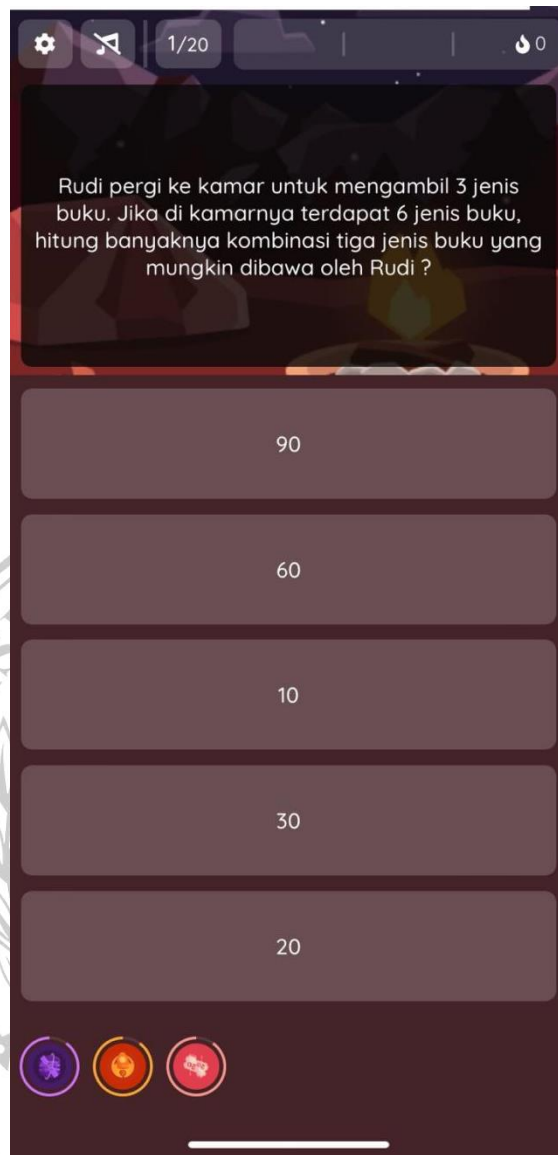 1/20
0
Rudi pergi ke kamar untuk mengambil 3 jenis
buku. Jika di kamarnya terdapat 6 jenis buku,
hitung banyaknya kombinasi tiga jenis buku yang
mungkin dibawa oleh Rudi ?
90
60
10
30
20